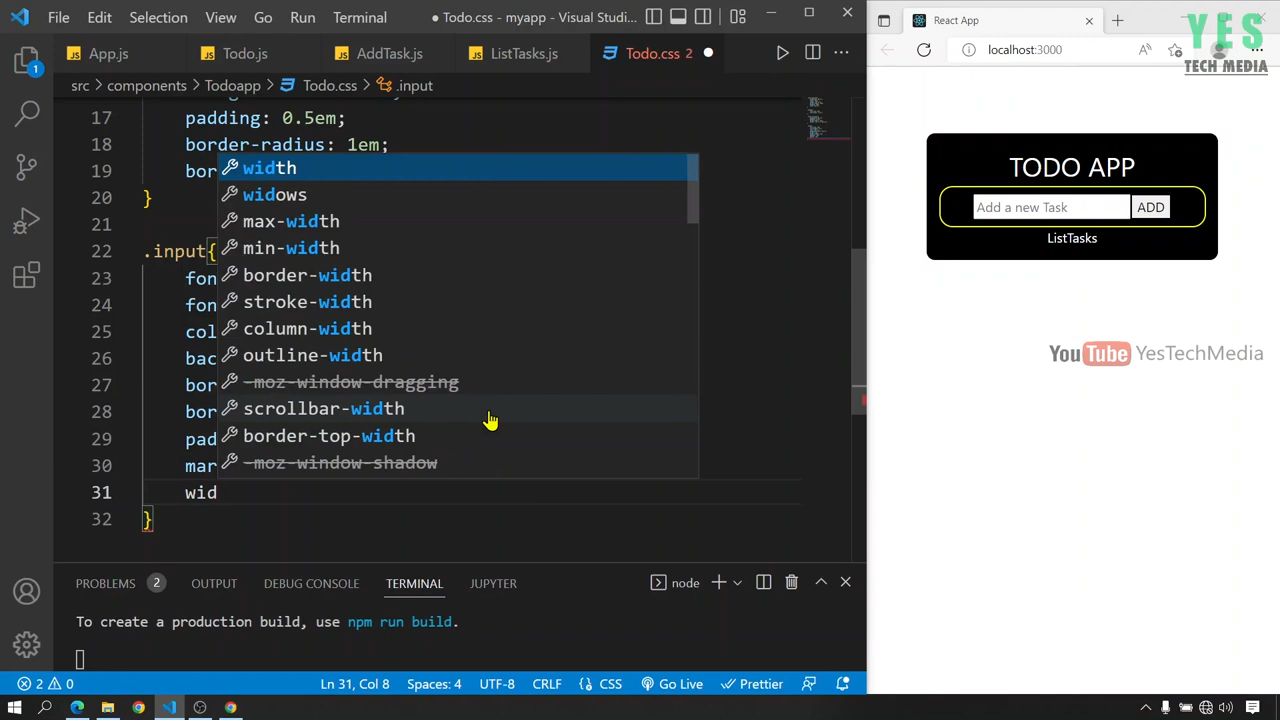 File Edit Selection View Go Run Terminal
● Todo.css - myapp - Visual Studi...
App.js
Todo.js
AddTask.js
ListTasks.js
Todo.css 2
src > components > Todoapp > Todo.css > .input
17 padding: 0.5em;
18 border-radius: 1em;
19 bor
20 }
21
22 .input{
23 fon
24 fon
25 col
26 bac
27 bor
28 bor
29 pad
30 mar
31 wid
32 }
width
widows
max-width
min-width
border-width
stroke-width
column-width
outline-width
-moz-window-dragging
scrollbar-width
border-top-width
-moz-window-shadow
1
PROBLEMS 2 OUTPUT DEBUG CONSOLE TERMINAL JUPYTER
node
To create a production build, use npm run build.
2 0 Ln 31, Col 8 Spaces: 4 UTF-8 CRLF {} CSS Go Live Prettier
React App
localhost:3000
YES
TECH MEDIA
TODO APP
Add a new Task ADD
ListTasks
YouTube YesTechMedia